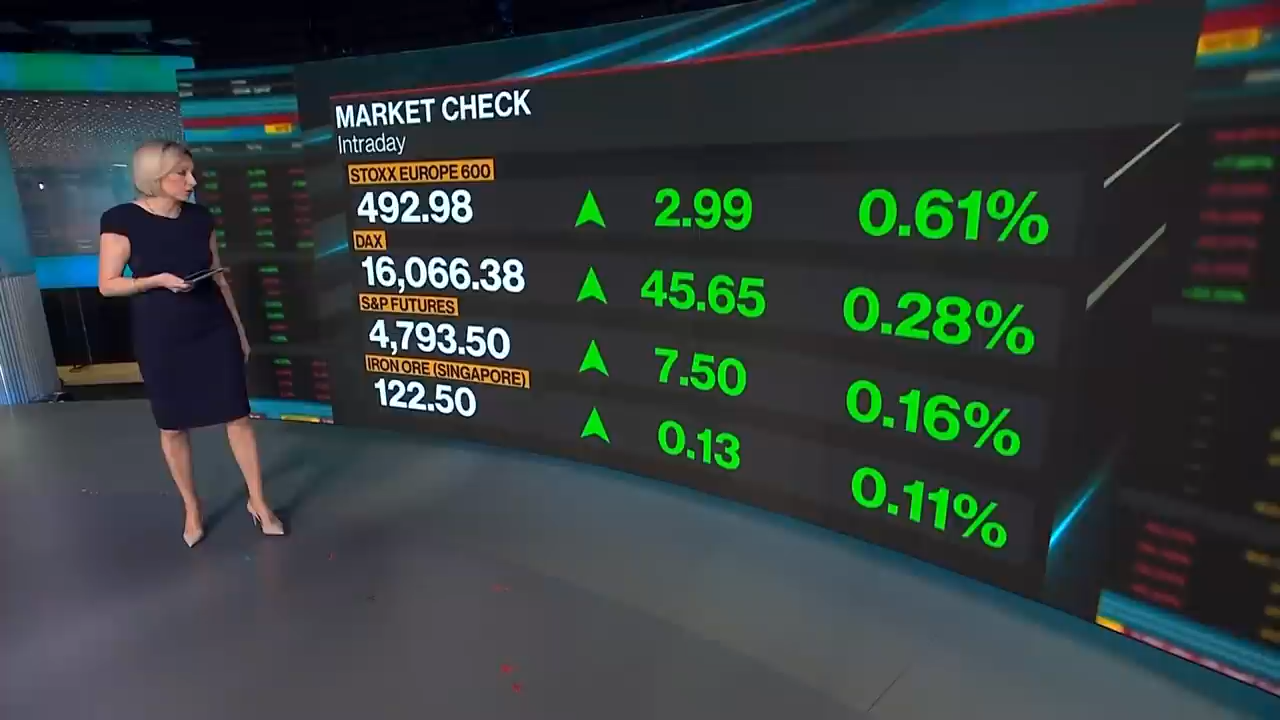 MARKET CHECK
Intraday
STOXX EUROPE 600
492.98 2.99 0.61%
DAX
16,066.38 45.65 0.28%
S&P FUTURES
4,793.50 7.50 0.16%
IRON ORE (SINGAPORE)
122.50 0.13 0.11%